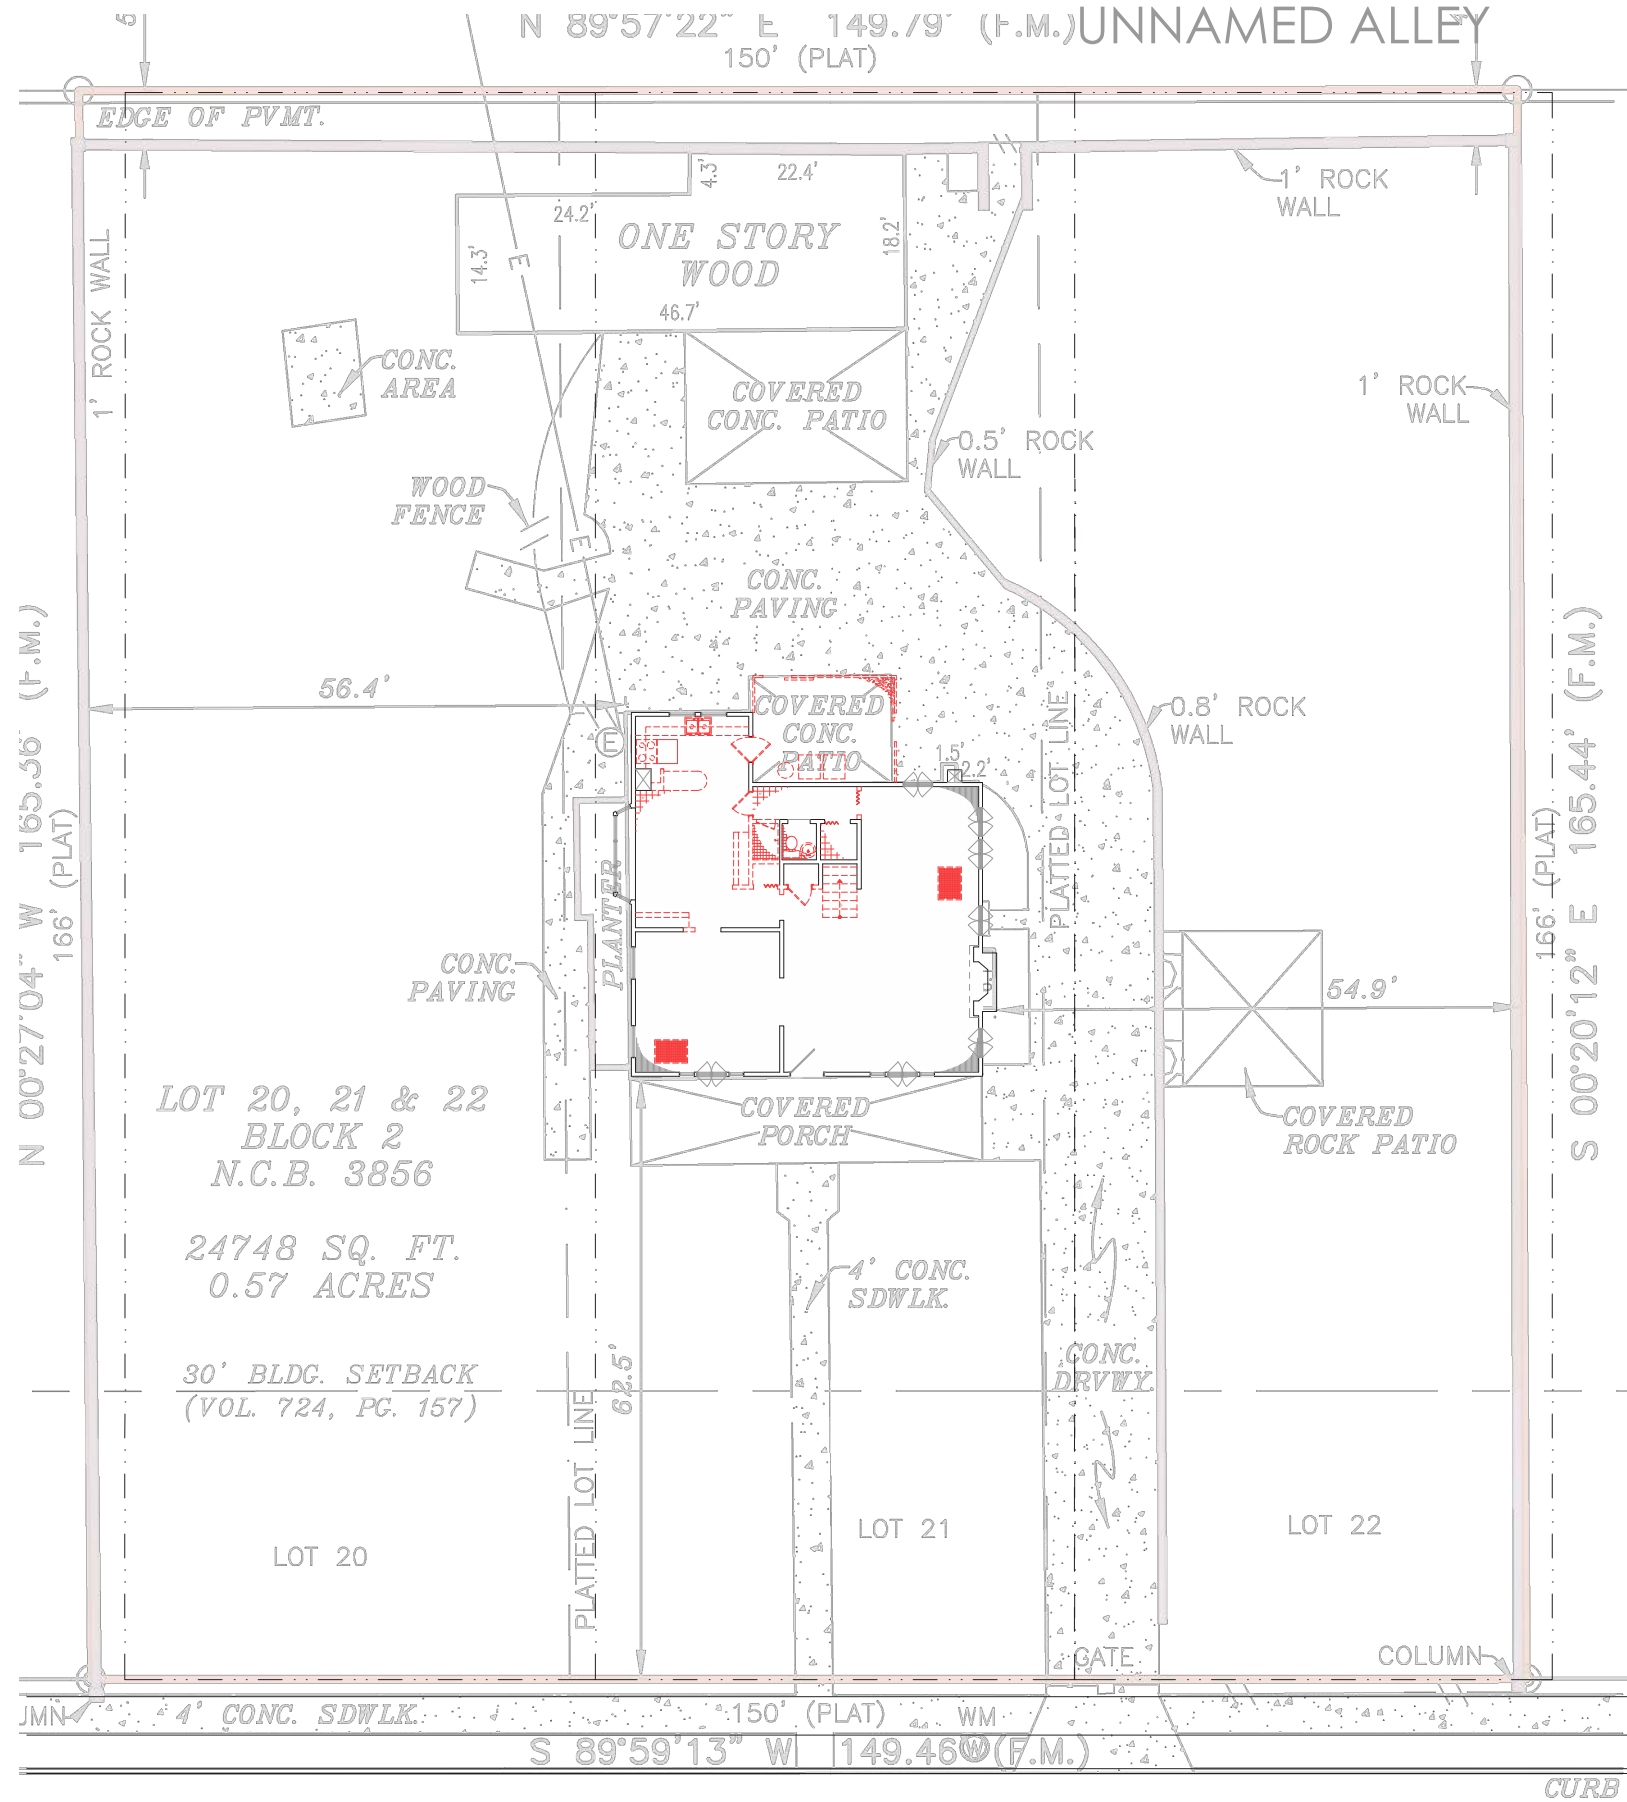 N 89°57'22" E 149.79' (F.M.)
UNNAMED ALLEY
150' (PLAT)
EDGE OF PVMT.
4.3'
22.4'
1' ROCK
WALL
24.2'
ONE STORY
WOOD
18.2'
14.3'
46.7'
1' ROCK WALL
E
CONC.
AREA
COVERED
CONC. PATIO
1' ROCK
WALL
0.5' ROCK
WALL
WOOD
FENCE
E
CONC.
PAVING
56.4'
COVERED
CONC.
PATIO
0.8' ROCK
WALL
E
1.5'
2.2'
PLATTED LOT LINE
N 00°27'04" W 165.36' (F.M.)
166' (PLAT)
S 00°20'12" E 165.44' (F.M.)
166' (PLAT)
PLANTER
CONC.
PAVING
54.9'
LOT 20, 21 & 22
BLOCK 2
N.C.B. 3856
24748 SQ. FT.
0.57 ACRES
COVERED
PORCH
COVERED
ROCK PATIO
4' CONC.
SDWLK.
62.5'
CONC.
DRVWY.
30' BLDG. SETBACK
(VOL. 724, PG. 157)
PLATTED LOT LINE
LOT 20
LOT 21
LOT 22
GATE
COLUMN
UMN
4' CONC. SDWLK.
150' (PLAT)
WM
S 89°59'13" W 149.46' (F.M.)
W
CURB